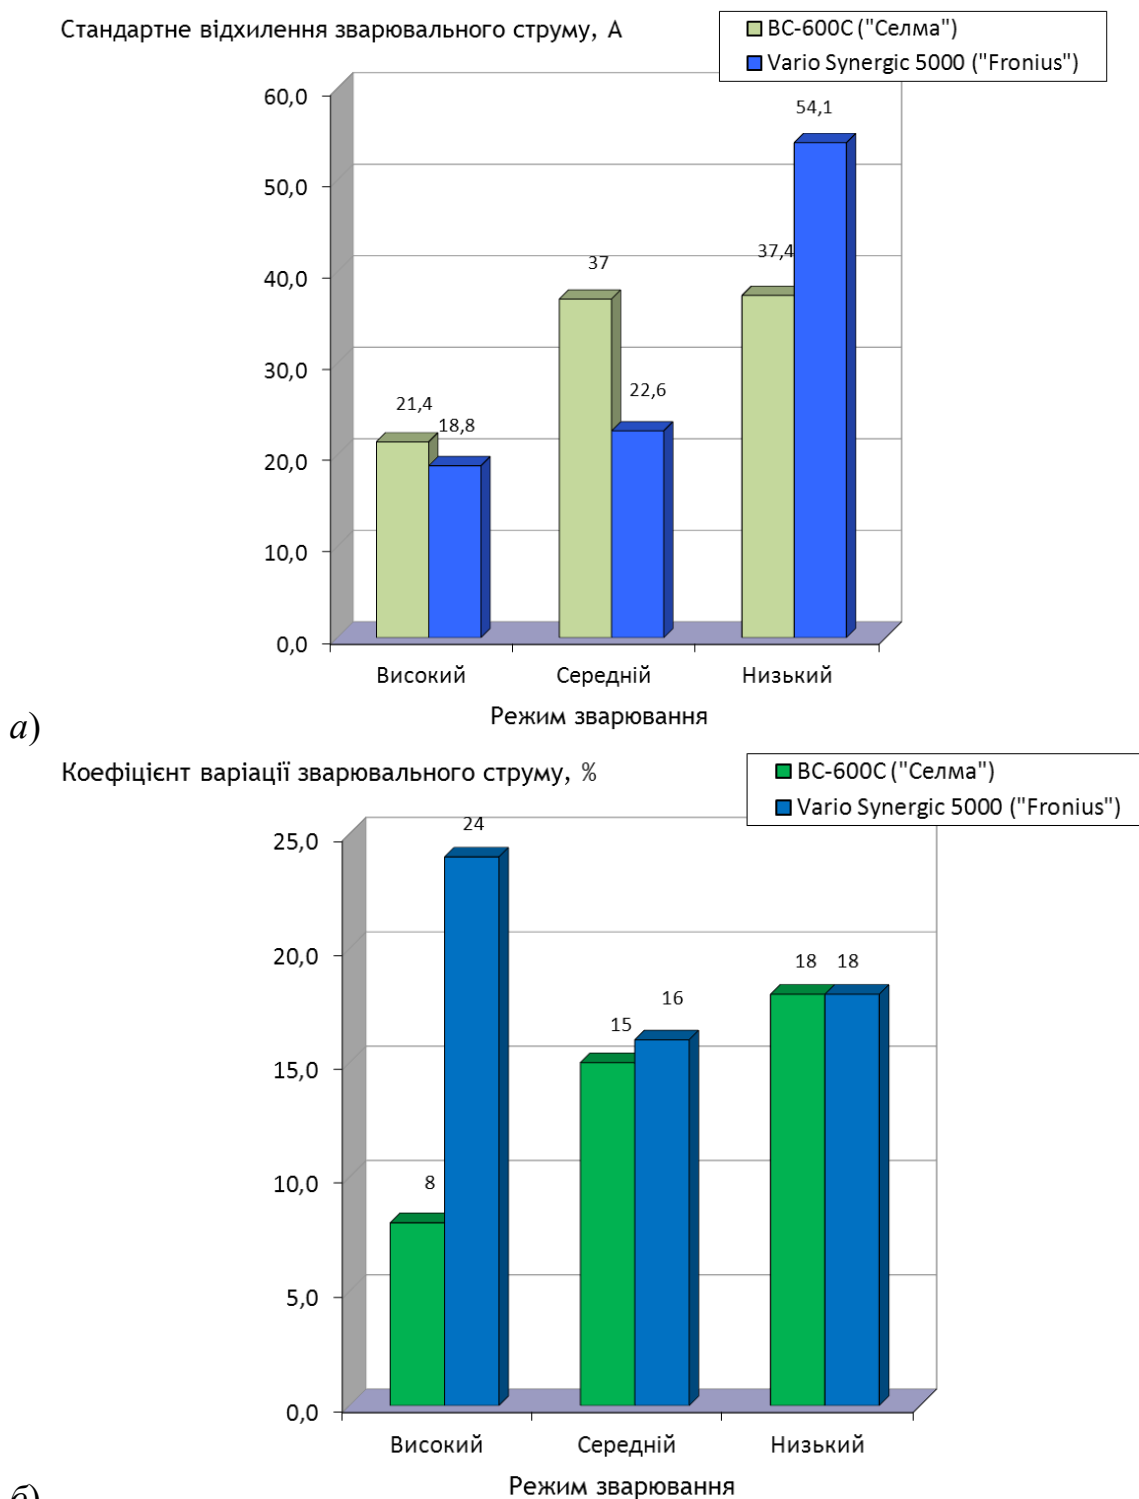 Стандартне відхилення зварювального струму, А
ВС-600С ("Селма")
Vario Synergic 5000 ("Fronius")
60,0
50,0
40,0
30,0
20,0
10,0
0,0
21,4
18,8
37
22,6
37,4
54,1
Високий Середній Низький
Режим зварювання
а)
Коефіцієнт варіації зварювального струму, %
ВС-600С ("Селма")
Vario Synergic 5000 ("Fronius")
25,0
20,0
15,0
10,0
5,0
0,0
8
24
15
16
18
18
Високий Середній Низький
Режим зварювання
б)